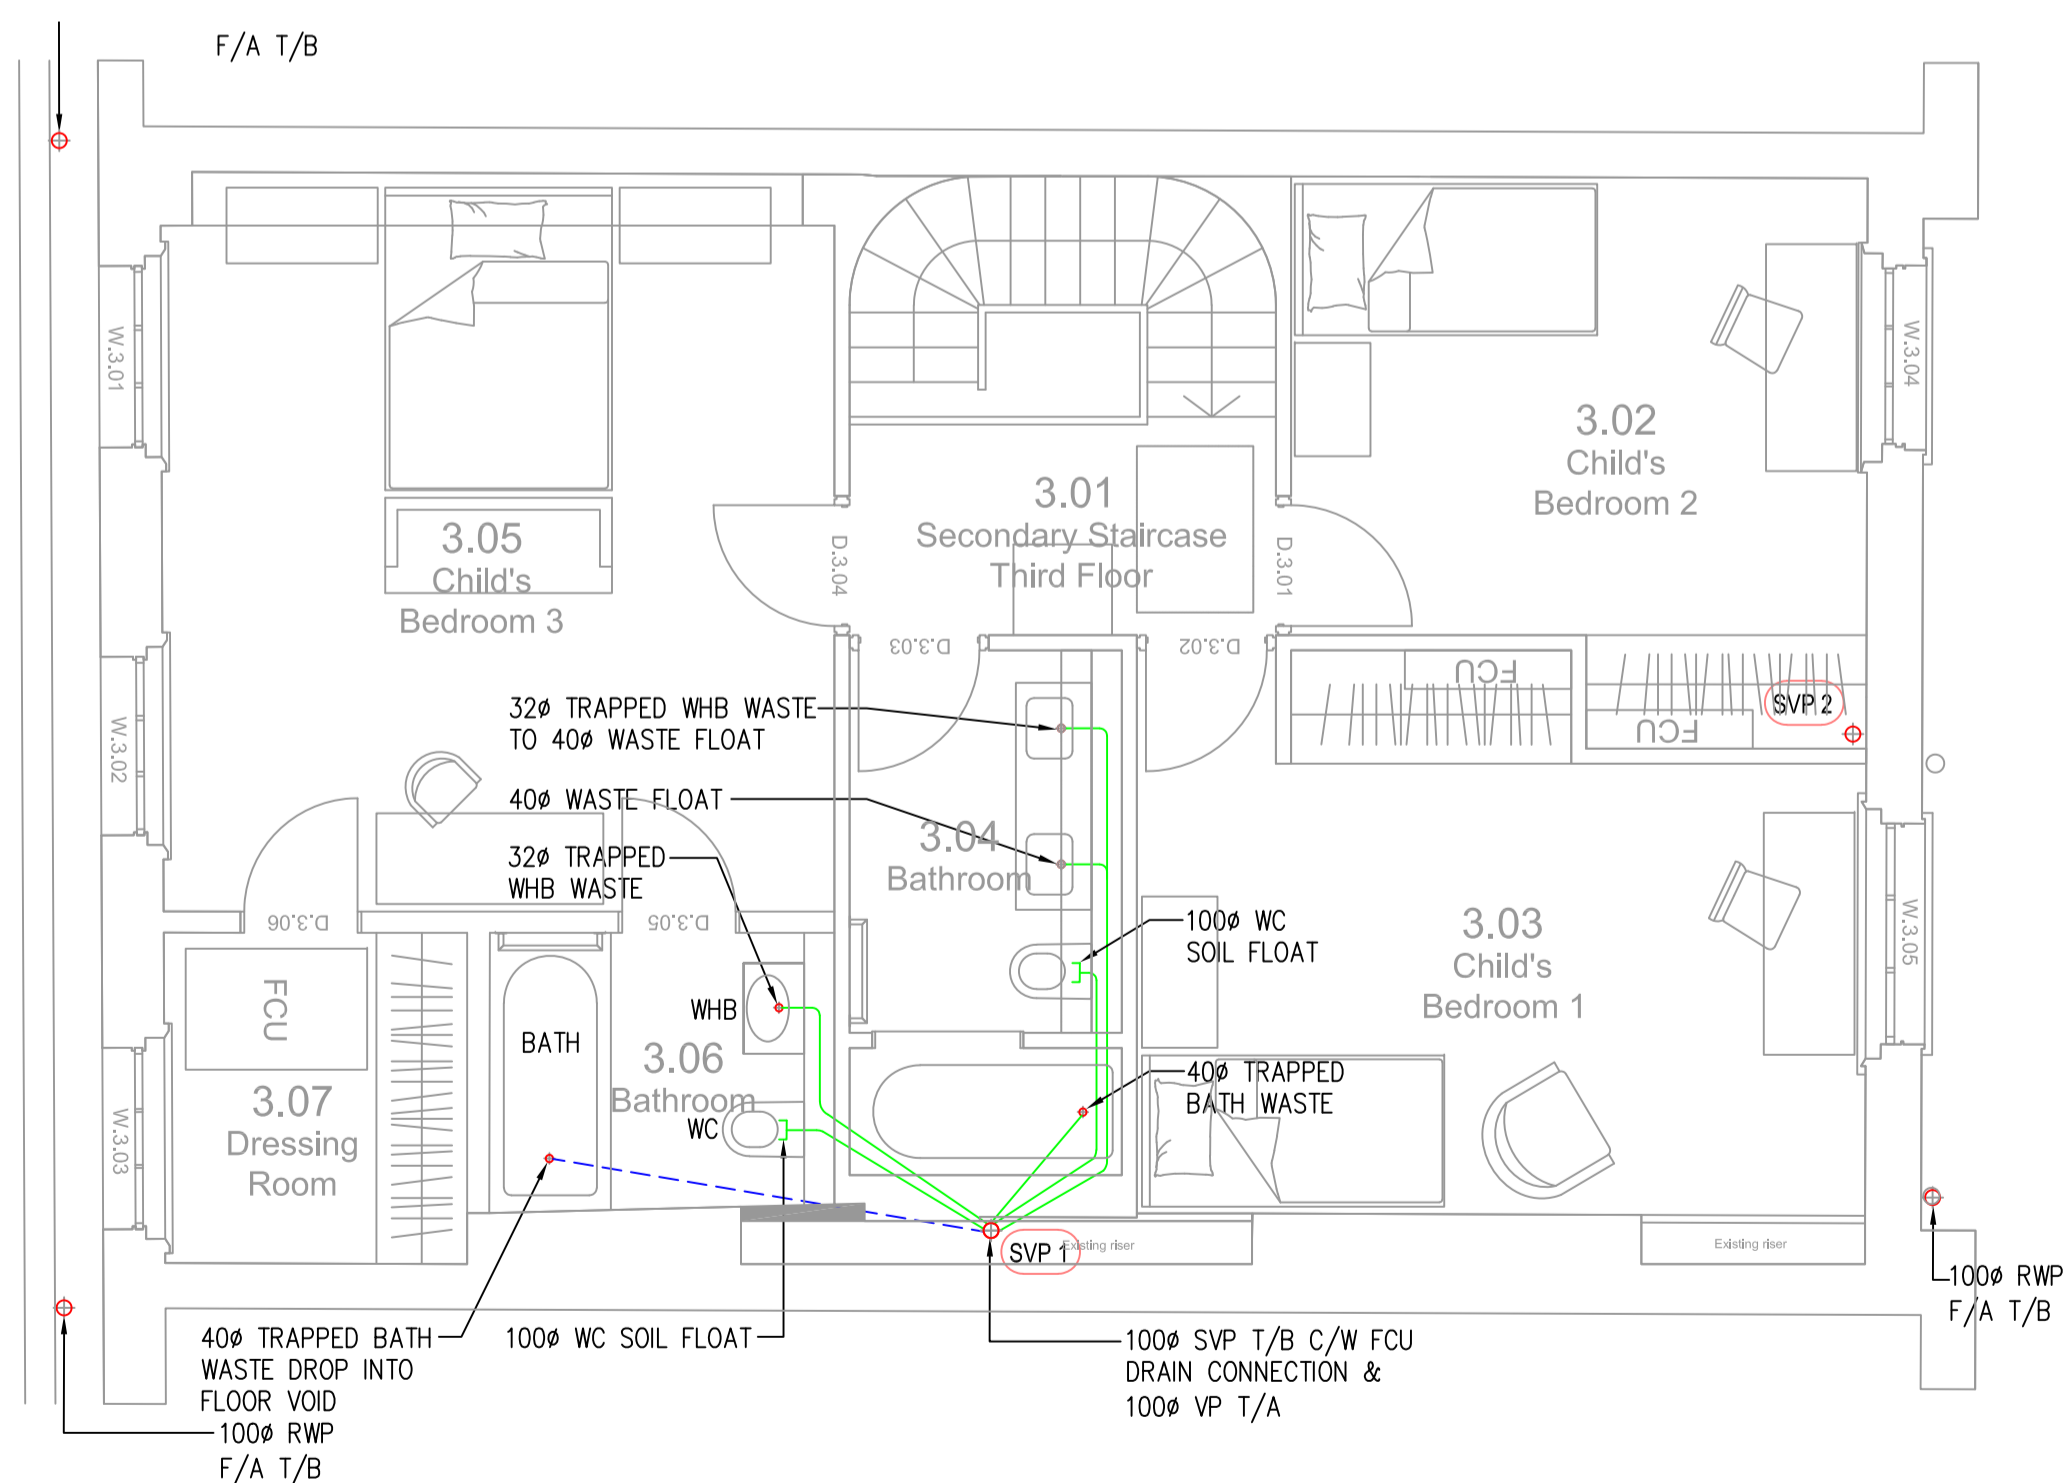 F/A T/B
W.3.01
W.3.04
3.02
Child's
Bedroom 2
3.01
Secondary Staircase
Third Floor
3.05
Child's
Bedroom 3
D.3.04
D.3.01
D.3.03
D.3.02
FCU
FCU
SVP 2
32ø TRAPPED WHB WASTE
TO 40ø WASTE FLOAT
W.3.02
40ø WASTE FLOAT
3.04
Bathroom
32ø TRAPPED
WHB WASTE
D.3.06
D.3.05
100ø WC
SOIL FLOAT
3.03
Child's
Bedroom 1
W.3.05
FCU
WHB
BATH
3.06
Bathroom
WC
40ø TRAPPED
BATH WASTE
3.07
Dressing
Room
W.3.03
SVP 1
Existing riser
Existing riser
100ø RWP
F/A T/B
40ø TRAPPED BATH
WASTE DROP INTO
FLOOR VOID
100ø WC SOIL FLOAT
100ø SVP T/B C/W FCU
DRAIN CONNECTION &
100ø VP T/A
100ø RWP
F/A T/B